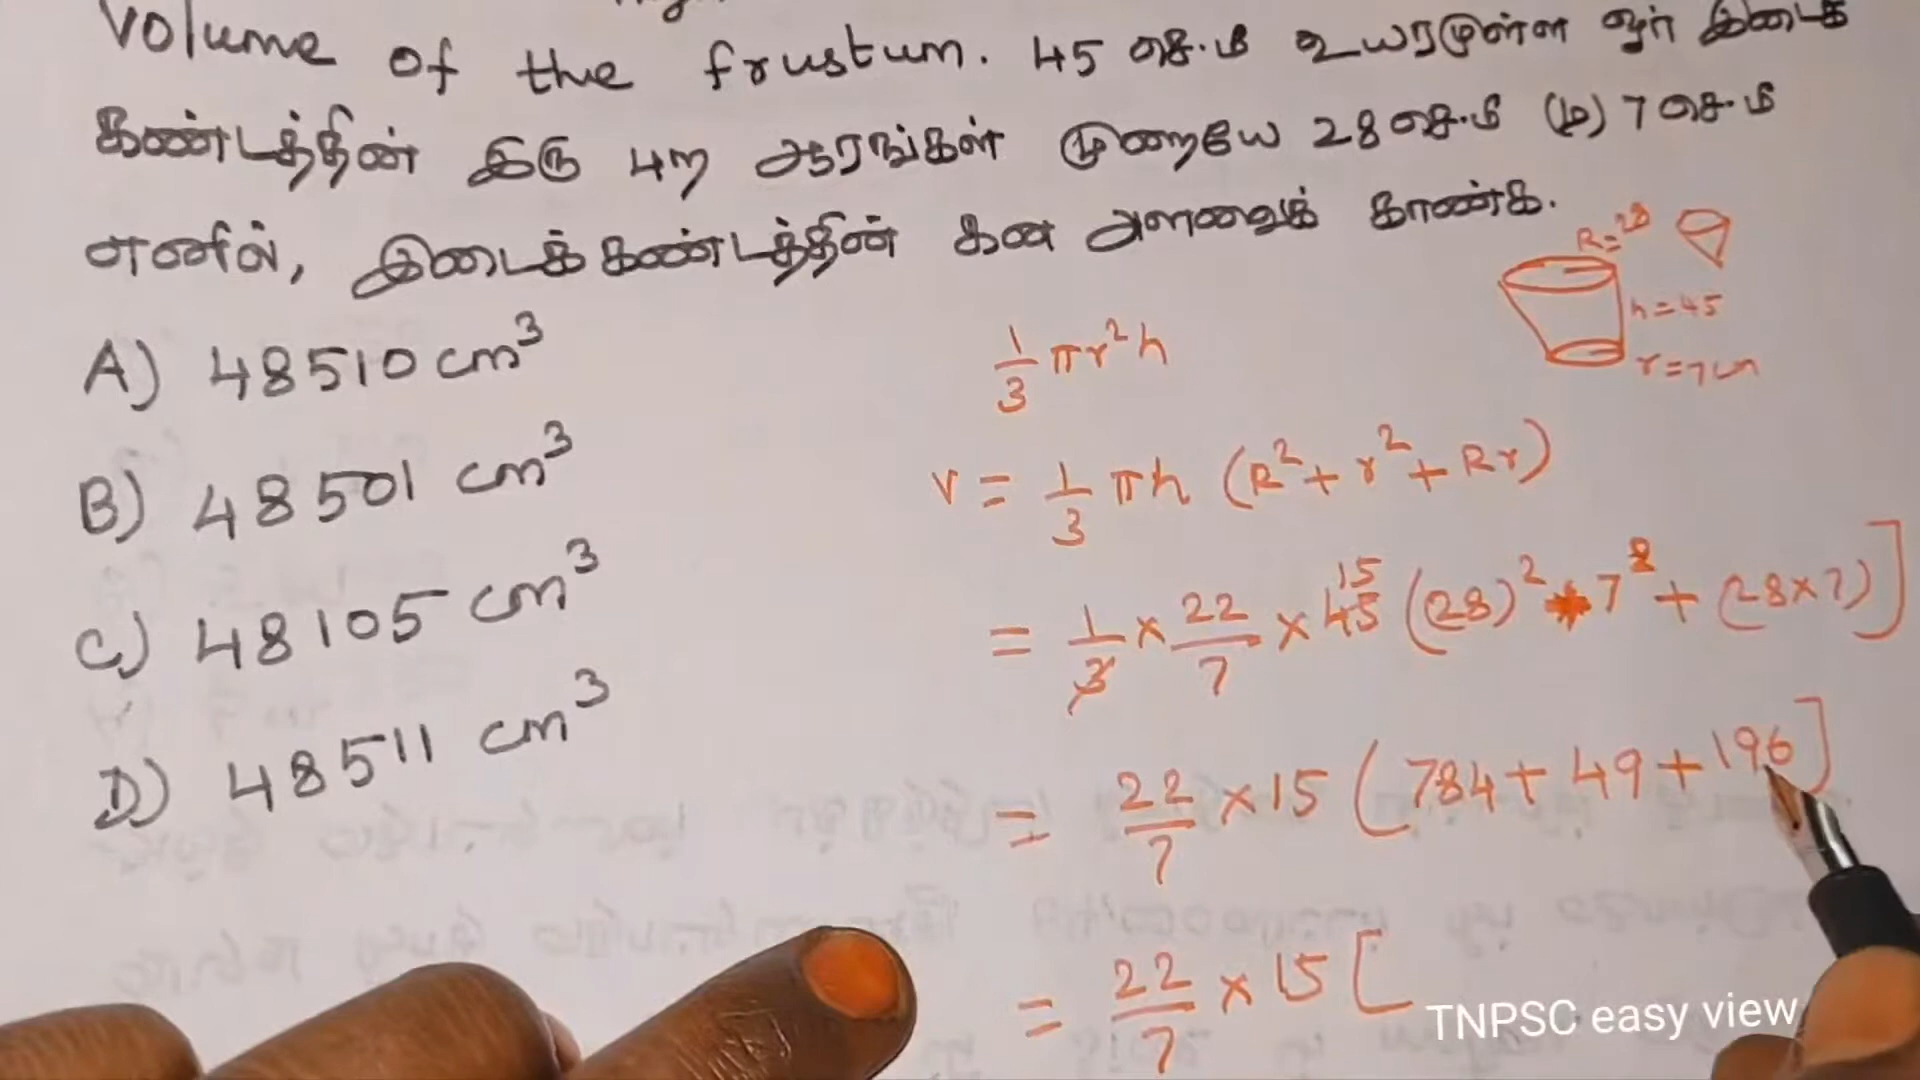 Volume of the frustum. 45 செ.மீ உயரமுள்ள ஓர் இடைக்
கண்டத்தின் இரு புற ஆரங்கள் முறையே 28 செ.மீ (ம) 7 செ.மீ
எனில், இடைக்கண்டத்தின் கன அளவைக் காண்க.
A) 48510 cm³
B) 48501 cm³
C) 48105 cm³
D) 48511 cm³
R=28
h=45
r=7cm
1/3 πr²h
V = 1/3 πh (R² + r² + Rr)
= 1/3 × 22/7 × 45 15 (28)² + 7² + (28×7)]
= 22/7 × 15 (784 + 49 + 196]
= 22/7 × 15 [
TNPSC easy view